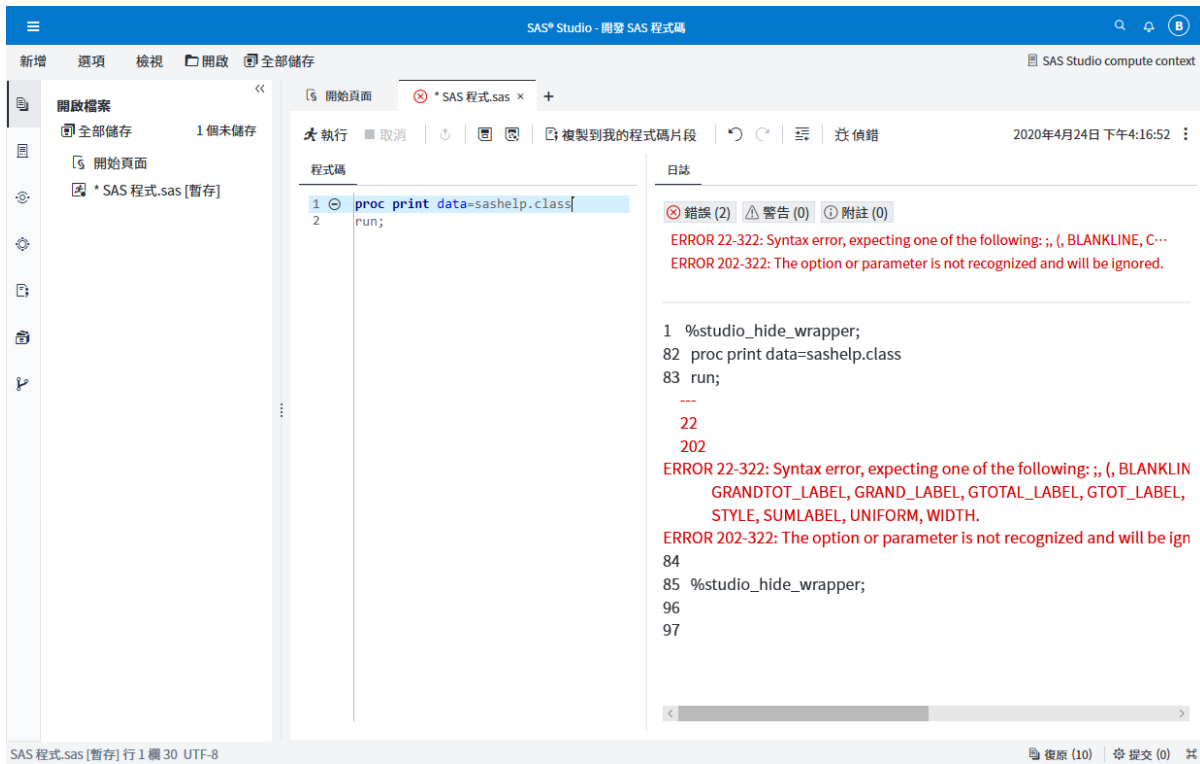 SAS® Studio - 開發 SAS 程式碼
B
新增 選項 檢視 開啟 全部儲存
SAS Studio compute context
開啟檔案
全部儲存 1 個未儲存
開始頁面
* SAS 程式.sas [暫存]
開始頁面 * SAS 程式.sas × +
執行 取消 複製到我的程式碼片段 偵錯 2020年4月24日 下午4:16:52
程式碼
1 proc print data=sashelp.class
2 run;
日誌
錯誤 (2) 警告 (0) 附註 (0)
ERROR 22-322: Syntax error, expecting one of the following: ;, (, BLANKLINE, C···
ERROR 202-322: The option or parameter is not recognized and will be ignored.
1 %studio_hide_wrapper;
82 proc print data=sashelp.class
83 run;
---
22
202
ERROR 22-322: Syntax error, expecting one of the following: ;, (, BLANKLIN
GRANDTOT_LABEL, GRAND_LABEL, GTOTAL_LABEL, GTOT_LABEL,
STYLE, SUMLABEL, UNIFORM, WIDTH.
ERROR 202-322: The option or parameter is not recognized and will be ign
84
85 %studio_hide_wrapper;
96
97
SAS 程式.sas [暫存] 行 1 欄 30 UTF-8
復原 (10) 提交 (0)